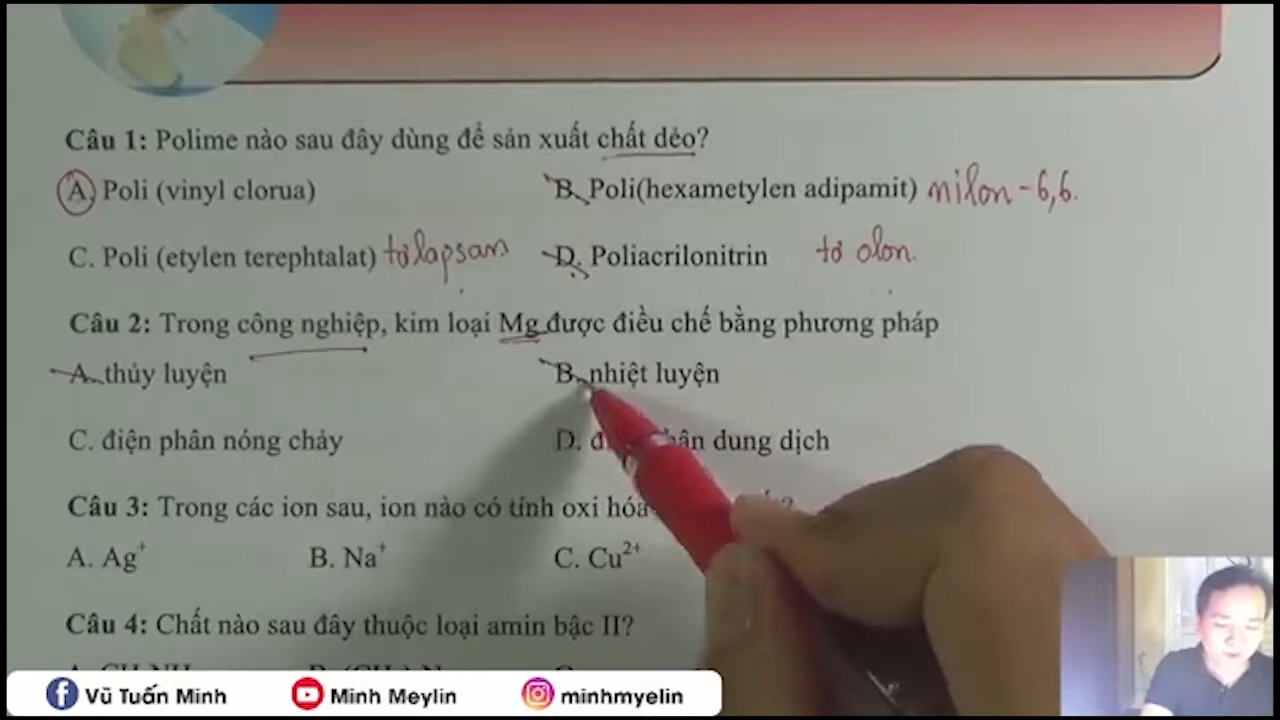 Câu 1: Polime nào sau đây dùng để sản xuất chất dẻo?
A. Poli (vinyl clorua)
B. Poli(hexametylen adipamit) nilon-6,6.
C. Poli (etylen terephtalat) tơ lapsan
D. Poliacrilonitrin tơ olon.
Câu 2: Trong công nghiệp, kim loại Mg được điều chế bằng phương pháp
A. thủy luyện
B. nhiệt luyện
C. điện phân nóng chảy
D. dung dịch
Câu 3: Trong các ion sau, ion nào có tính oxi hóa
A. Ag⁺
B. Na⁺
C. Cu²⁺
Câu 4: Chất nào sau đây thuộc loại amin bậc II?
Vũ Tuấn Minh
Minh Meylin
minhmyelin